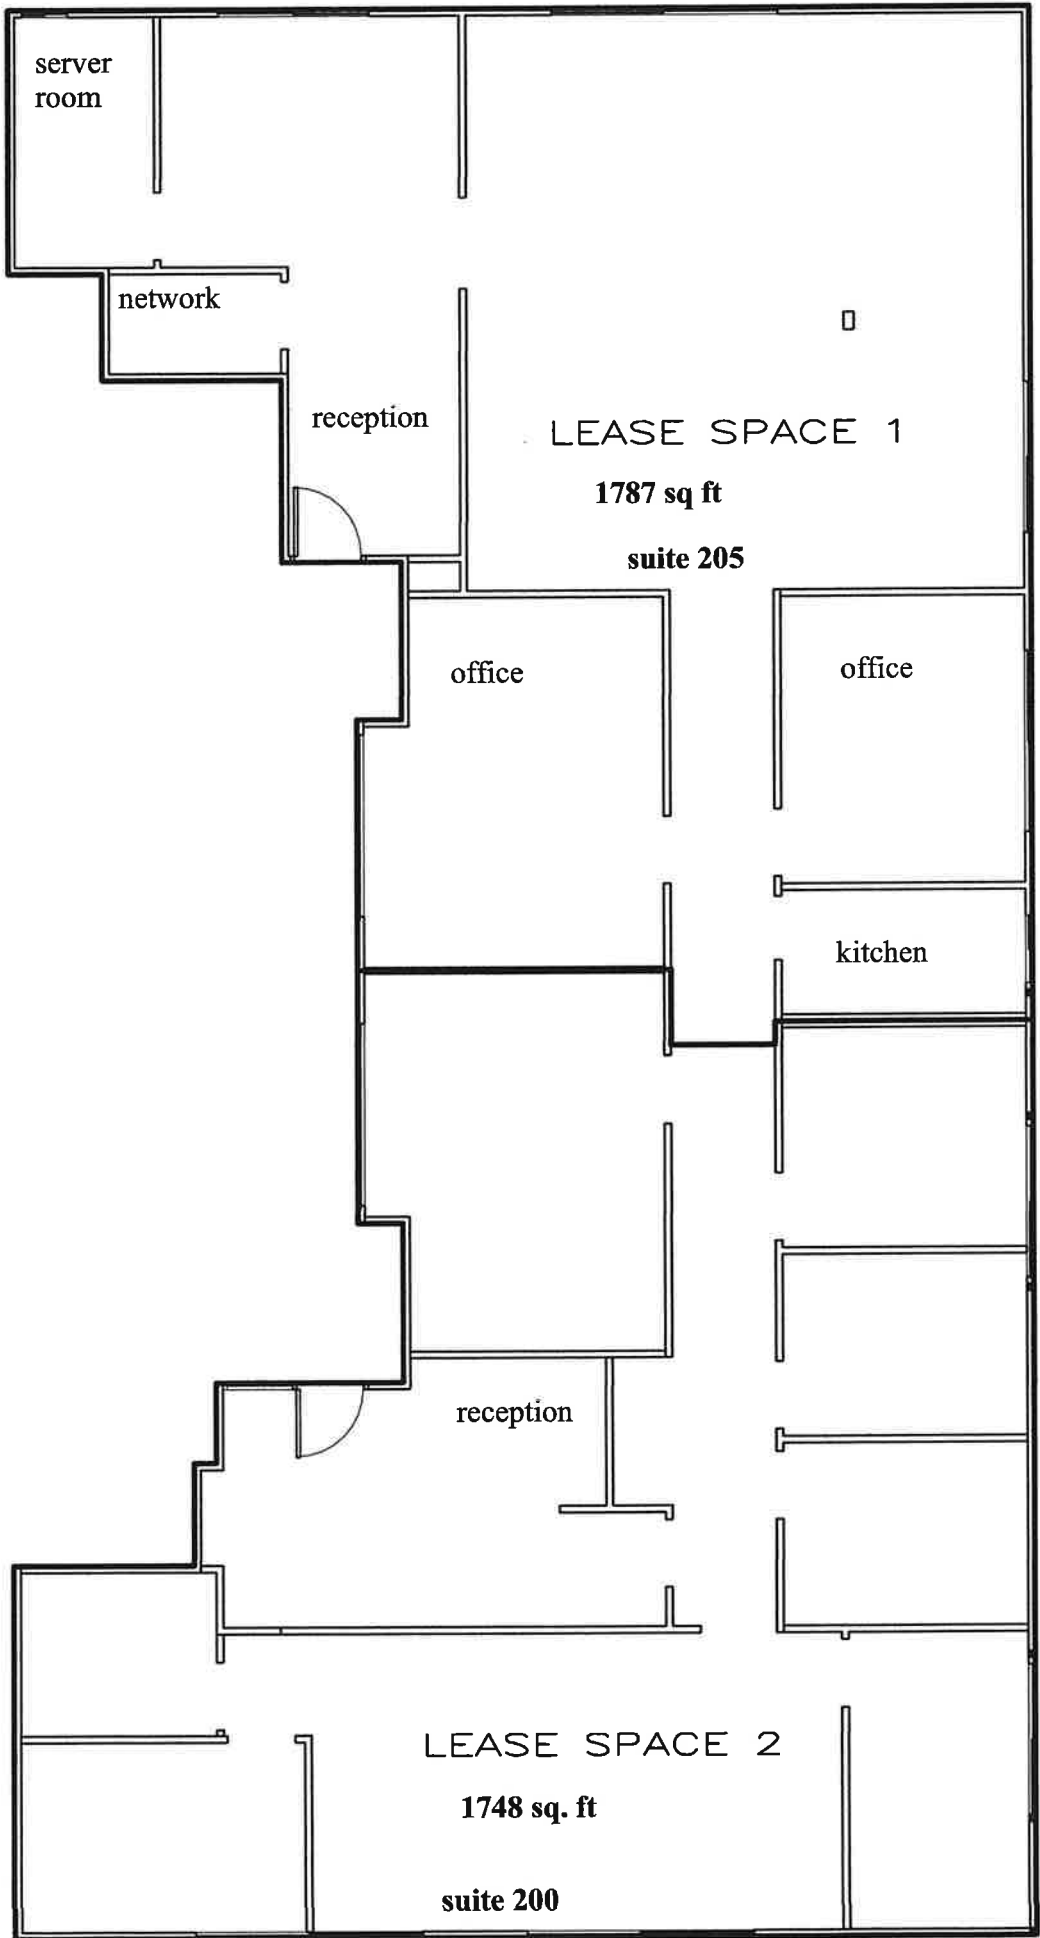 server
room
network
reception
LEASE SPACE 1
1787 sq ft
suite 205
office
office
kitchen
reception
LEASE SPACE 2
1748 sq. ft
suite 200